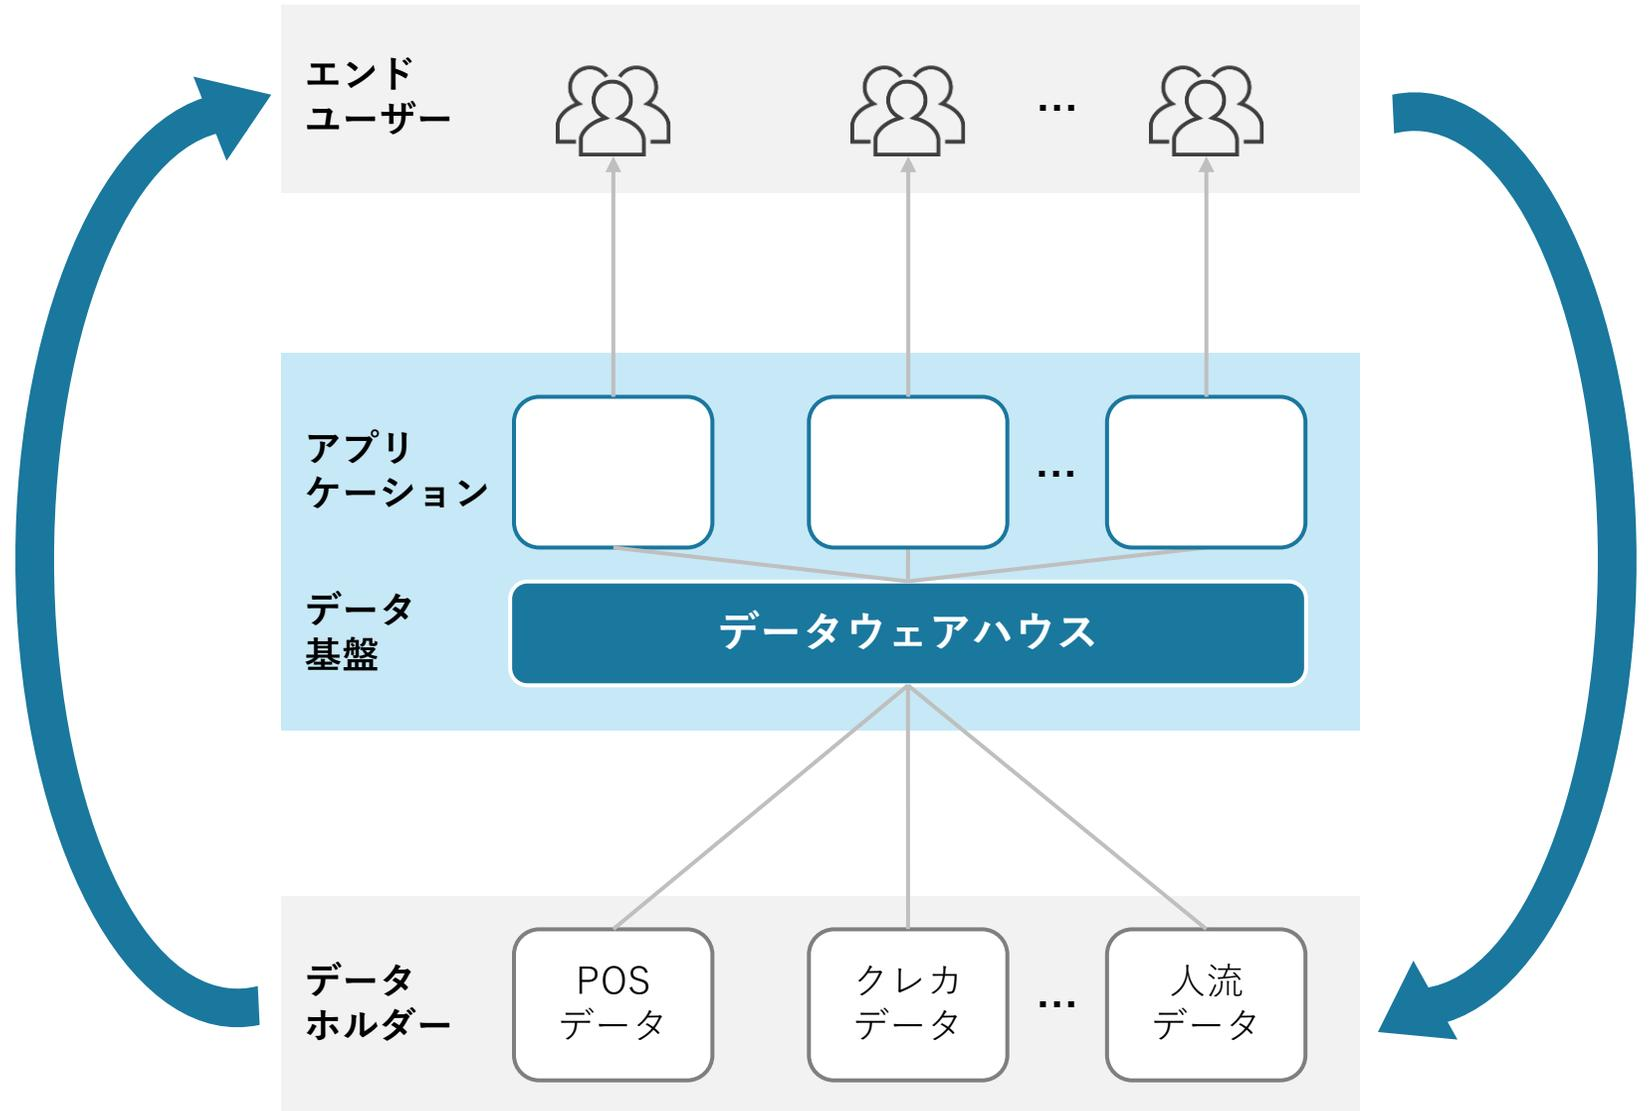 エンド
ユーザー
…
アプリ
ケーション
…
データ
基盤
データウェアハウス
データ
ホルダー
POS
データ
クレカ
データ
…
人流
データ